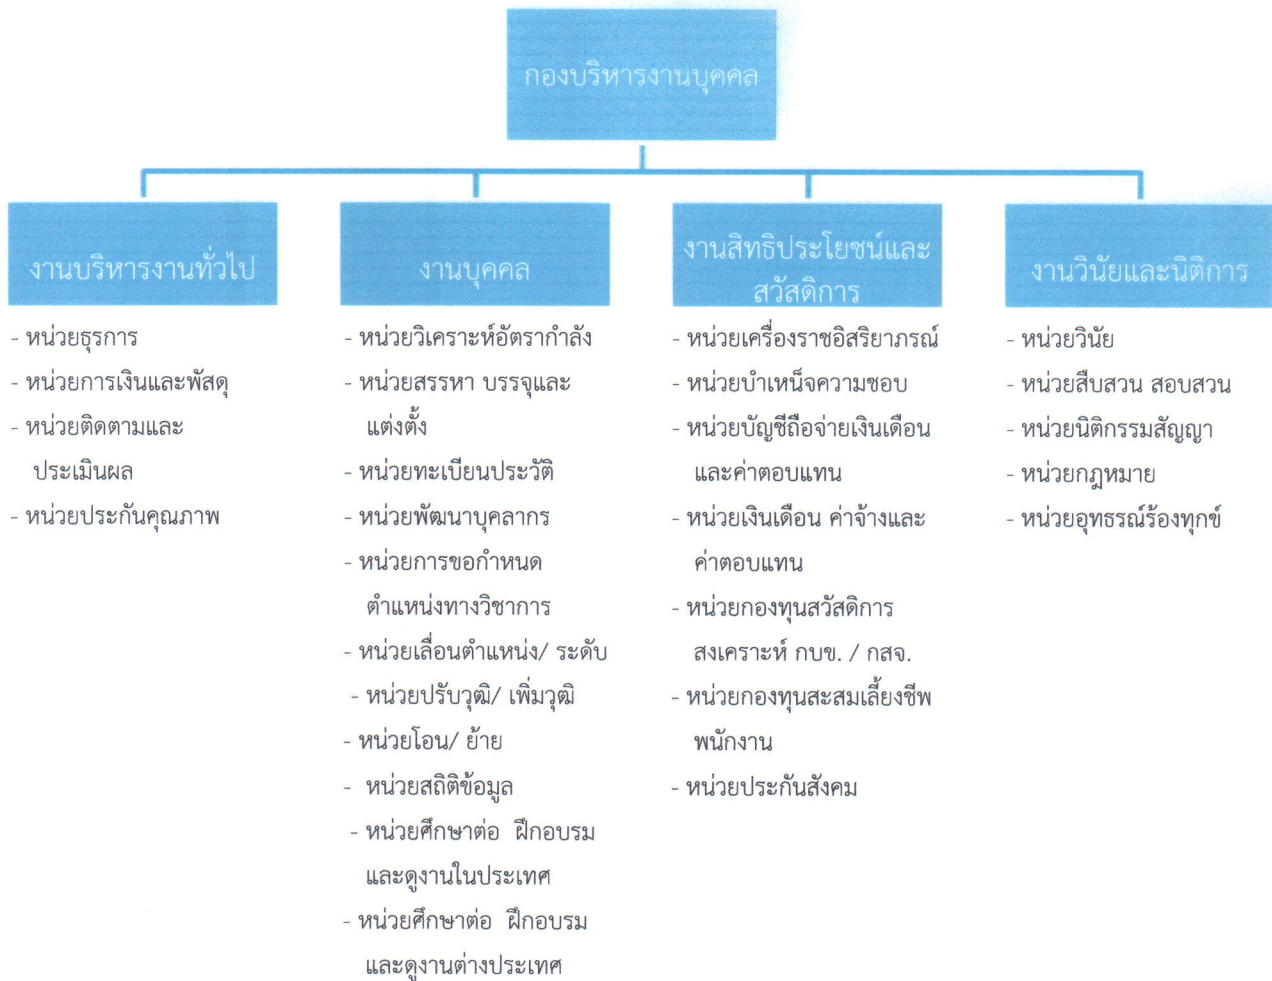 กองบริหารงานบุคคล
งานบริหารงานทั่วไป
- หน่วยธุรการ
- หน่วยการเงินและพัสดุ
- หน่วยติดตามและ
ประเมินผล
- หน่วยประกันคุณภาพ
งานบุคคล
- หน่วยวิเคราะห์อัตรากำลัง
- หน่วยสรรหา บรรจุและ
แต่งตั้ง
- หน่วยทะเบียนประวัติ
- หน่วยพัฒนาบุคลากร
- หน่วยการขอกำหนด
ตำแหน่งทางวิชาการ
- หน่วยเลื่อนตำแหน่ง/ ระดับ
- หน่วยปรับวุฒิ/ เพิ่มวุฒิ
- หน่วยโอน/ ย้าย
- หน่วยสถิติข้อมูล
- หน่วยศึกษาต่อ ฝึกอบรม
และดูงานในประเทศ
- หน่วยศึกษาต่อ ฝึกอบรม
และดูงานต่างประเทศ
งานสิทธิประโยชน์และ
สวัสดิการ
- หน่วยเครื่องราชอิสริยาภรณ์
- หน่วยบำเหน็จความชอบ
- หน่วยบัญชีถือจ่ายเงินเดือน
และค่าตอบแทน
- หน่วยเงินเดือน ค่าจ้างและ
ค่าตอบแทน
- หน่วยกองทุนสวัสดิการ
สงเคราะห์ กบข. / กสจ.
- หน่วยกองทุนสะสมเลี้ยงชีพ
พนักงาน
- หน่วยประกันสังคม
งานวินัยและนิติการ
- หน่วยวินัย
- หน่วยสืบสวน สอบสวน
- หน่วยนิติกรรมสัญญา
- หน่วยกฎหมาย
- หน่วยอุทธรณ์ร้องทุกข์